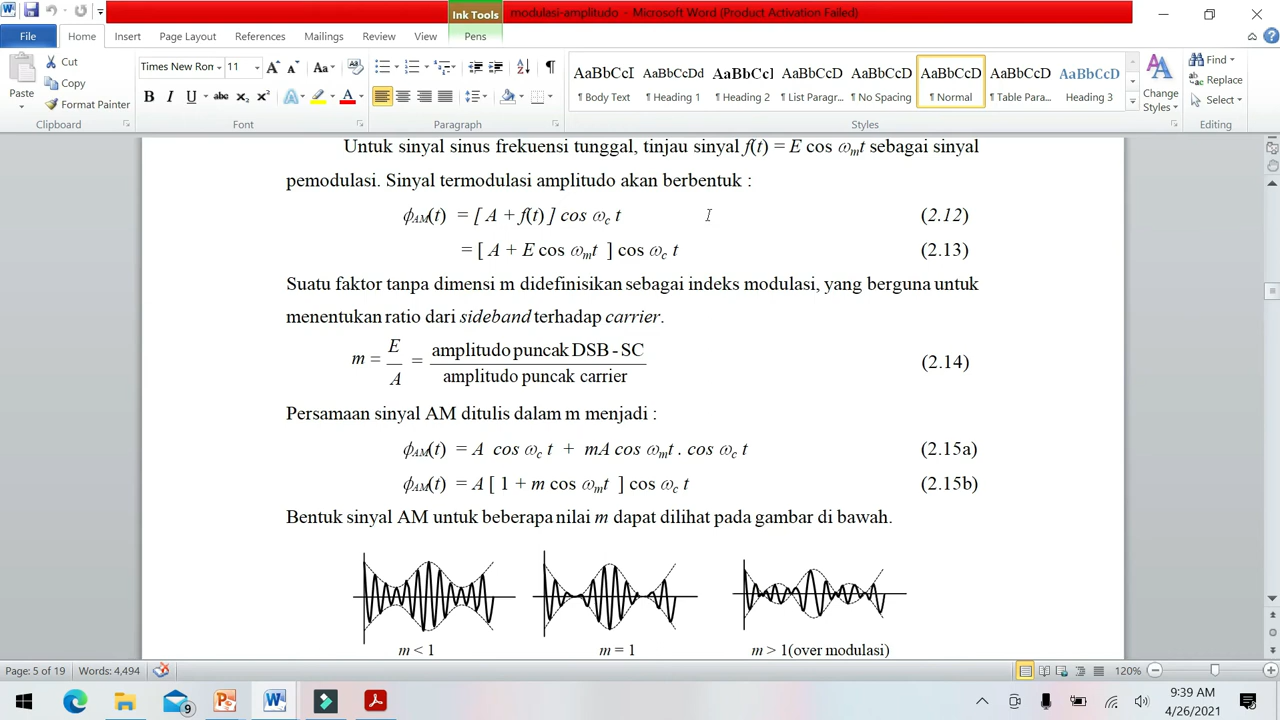 Ink Tools
modulasi-amplitudo - Microsoft Word (Product Activation Failed)
File Home Insert Page Layout References Mailings Review View Pens
Paste
Cut
Copy
Format Painter
Clipboard
Times New Ron 11
Font
Paragraph
AaBbCcI AaBbCcDd AaBbCc] AaBbCcD AaBbCcD AaBbCcD AaBbCcD AaBbCcD
¶ Body Text ¶ Heading 1 ¶ Heading 2 ¶ List Paragr... ¶ No Spacing ¶ Normal ¶ Table Para... Heading 3
Styles
Change Styles
Find
Replace
Select
Editing
Untuk sinyal sinus frekuensi tunggal, tinjau sinyal f(t) = E cos ωmt sebagai sinyal
pemodulasi. Sinyal termodulasi amplitudo akan berbentuk :
ϕAM(t) = [ A + f(t) ] cos ωc t (2.12)
= [ A + E cos ωmt ] cos ωc t (2.13)
Suatu faktor tanpa dimensi m didefinisikan sebagai indeks modulasi, yang berguna untuk
menentukan ratio dari sideband terhadap carrier.
m = E/A = amplitudo puncak DSB - SC / amplitudo puncak carrier (2.14)
Persamaan sinyal AM ditulis dalam m menjadi :
ϕAM(t) = A cos ωc t + mA cos ωmt . cos ωc t (2.15a)
ϕAM(t) = A [ 1 + m cos ωmt ] cos ωc t (2.15b)
Bentuk sinyal AM untuk beberapa nilai m dapat dilihat pada gambar di bawah.
m < 1 m = 1 m > 1(over modulasi)
Page: 5 of 19 Words: 4,494 120%
9
9:39 AM
4/26/2021